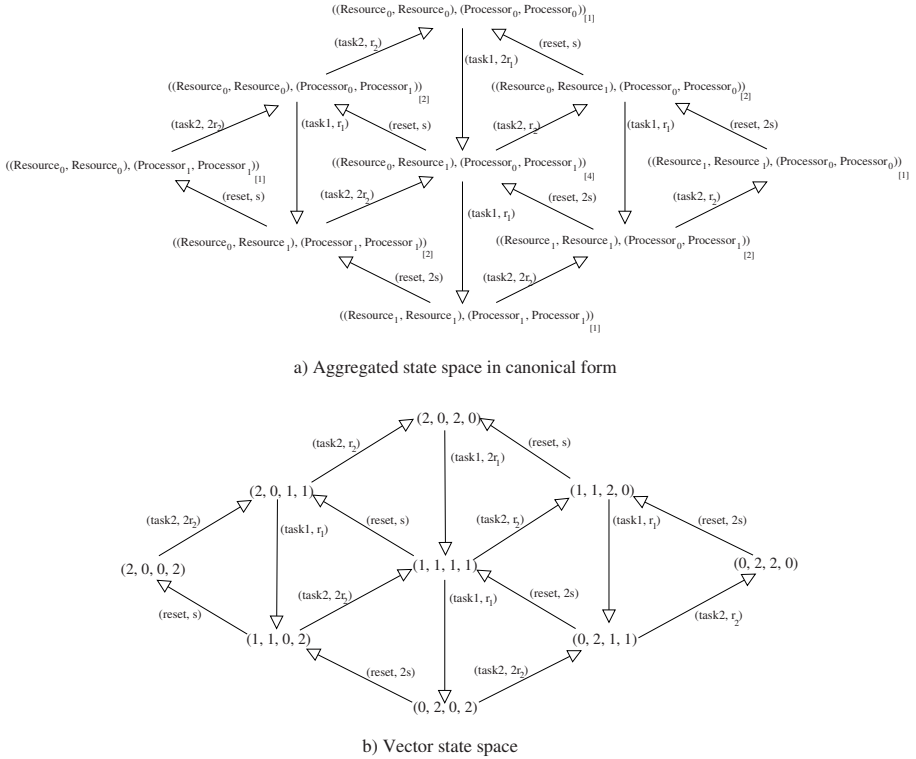 ((Resource0, Resource0), (Processor0, Processor0))[1]
(task2, r2)
(reset, s)
(task1, 2r1)
((Resource0, Resource0), (Processor0, Processor1))[2]
((Resource0, Resource1), (Processor0, Processor0))[2]
(task2, 2r2)
(task1, r1)
(reset, s)
(task2, r2)
(task1, r1)
(reset, 2s)
((Resource0, Resource0), (Processor1, Processor1))[1]
((Resource0, Resource1), (Processor0, Processor1))[4]
((Resource1, Resource1), (Processor0, Processor0))[1]
(reset, s)
(task2, 2r2)
(task1, r1)
(reset, 2s)
(task2, r2)
((Resource0, Resource1), (Processor1, Processor1))[2]
((Resource1, Resource1), (Processor0, Processor1))[2]
(reset, 2s)
(task2, 2r2)
((Resource1, Resource1), (Processor1, Processor1))[1]
a) Aggregated state space in canonical form
(2, 0, 2, 0)
(task2, r2)
(reset, s)
(task1, 2r1)
(2, 0, 1, 1)
(1, 1, 2, 0)
(task2, 2r2)
(task1, r1)
(reset, s)
(task2, r2)
(task1, r1)
(reset, 2s)
(2, 0, 0, 2)
(1, 1, 1, 1)
(0, 2, 2, 0)
(reset, s)
(task2, 2r2)
(task1, r1)
(reset, 2s)
(task2, r2)
(1, 1, 0, 2)
(0, 2, 1, 1)
(reset, 2s)
(task2, 2r2)
(0, 2, 0, 2)
b) Vector state space